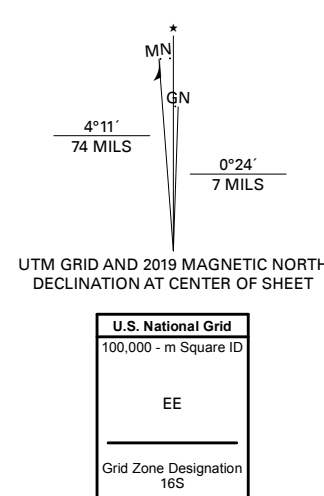 ★
MN
GN
4°11´
74 MILS
0°24´
7 MILS
UTM GRID AND 2019 MAGNETIC NORTH
DECLINATION AT CENTER OF SHEET
U.S. National Grid
100,000 - m Square ID
EE
Grid Zone Designation
16S